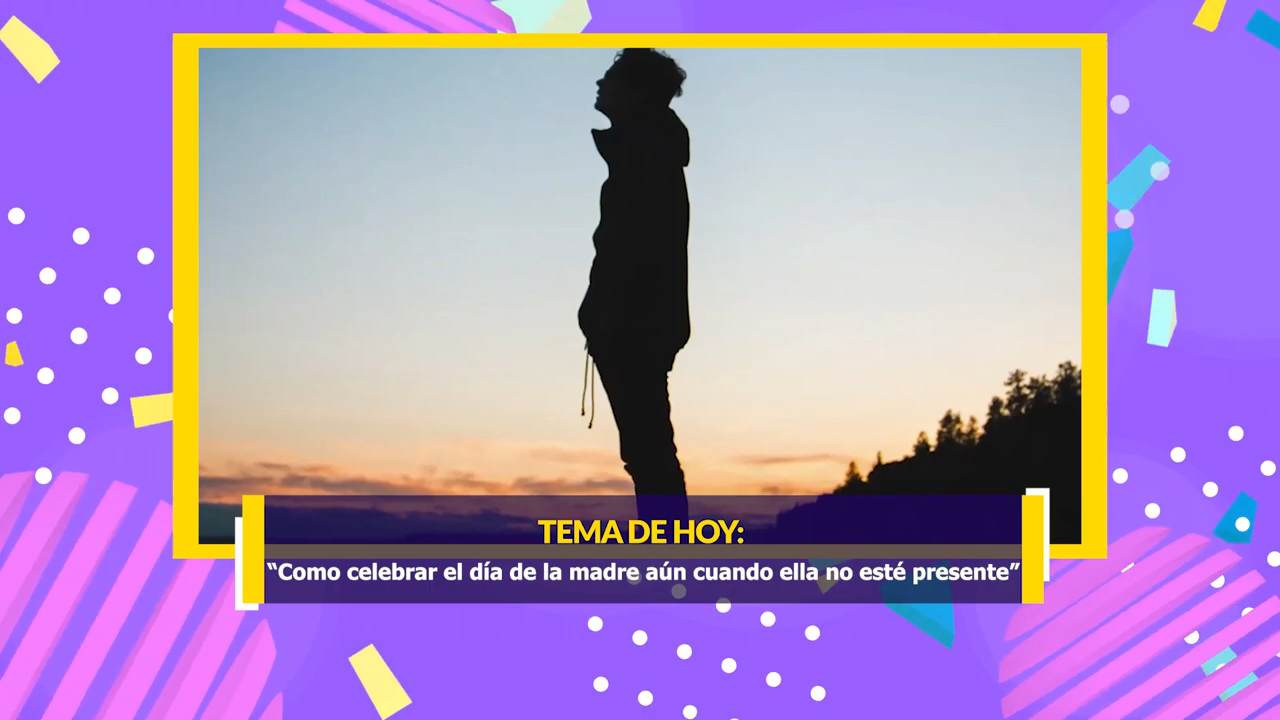 TEMA DE HOY:
“Como celebrar el día de la madre aún cuando ella no esté presente”